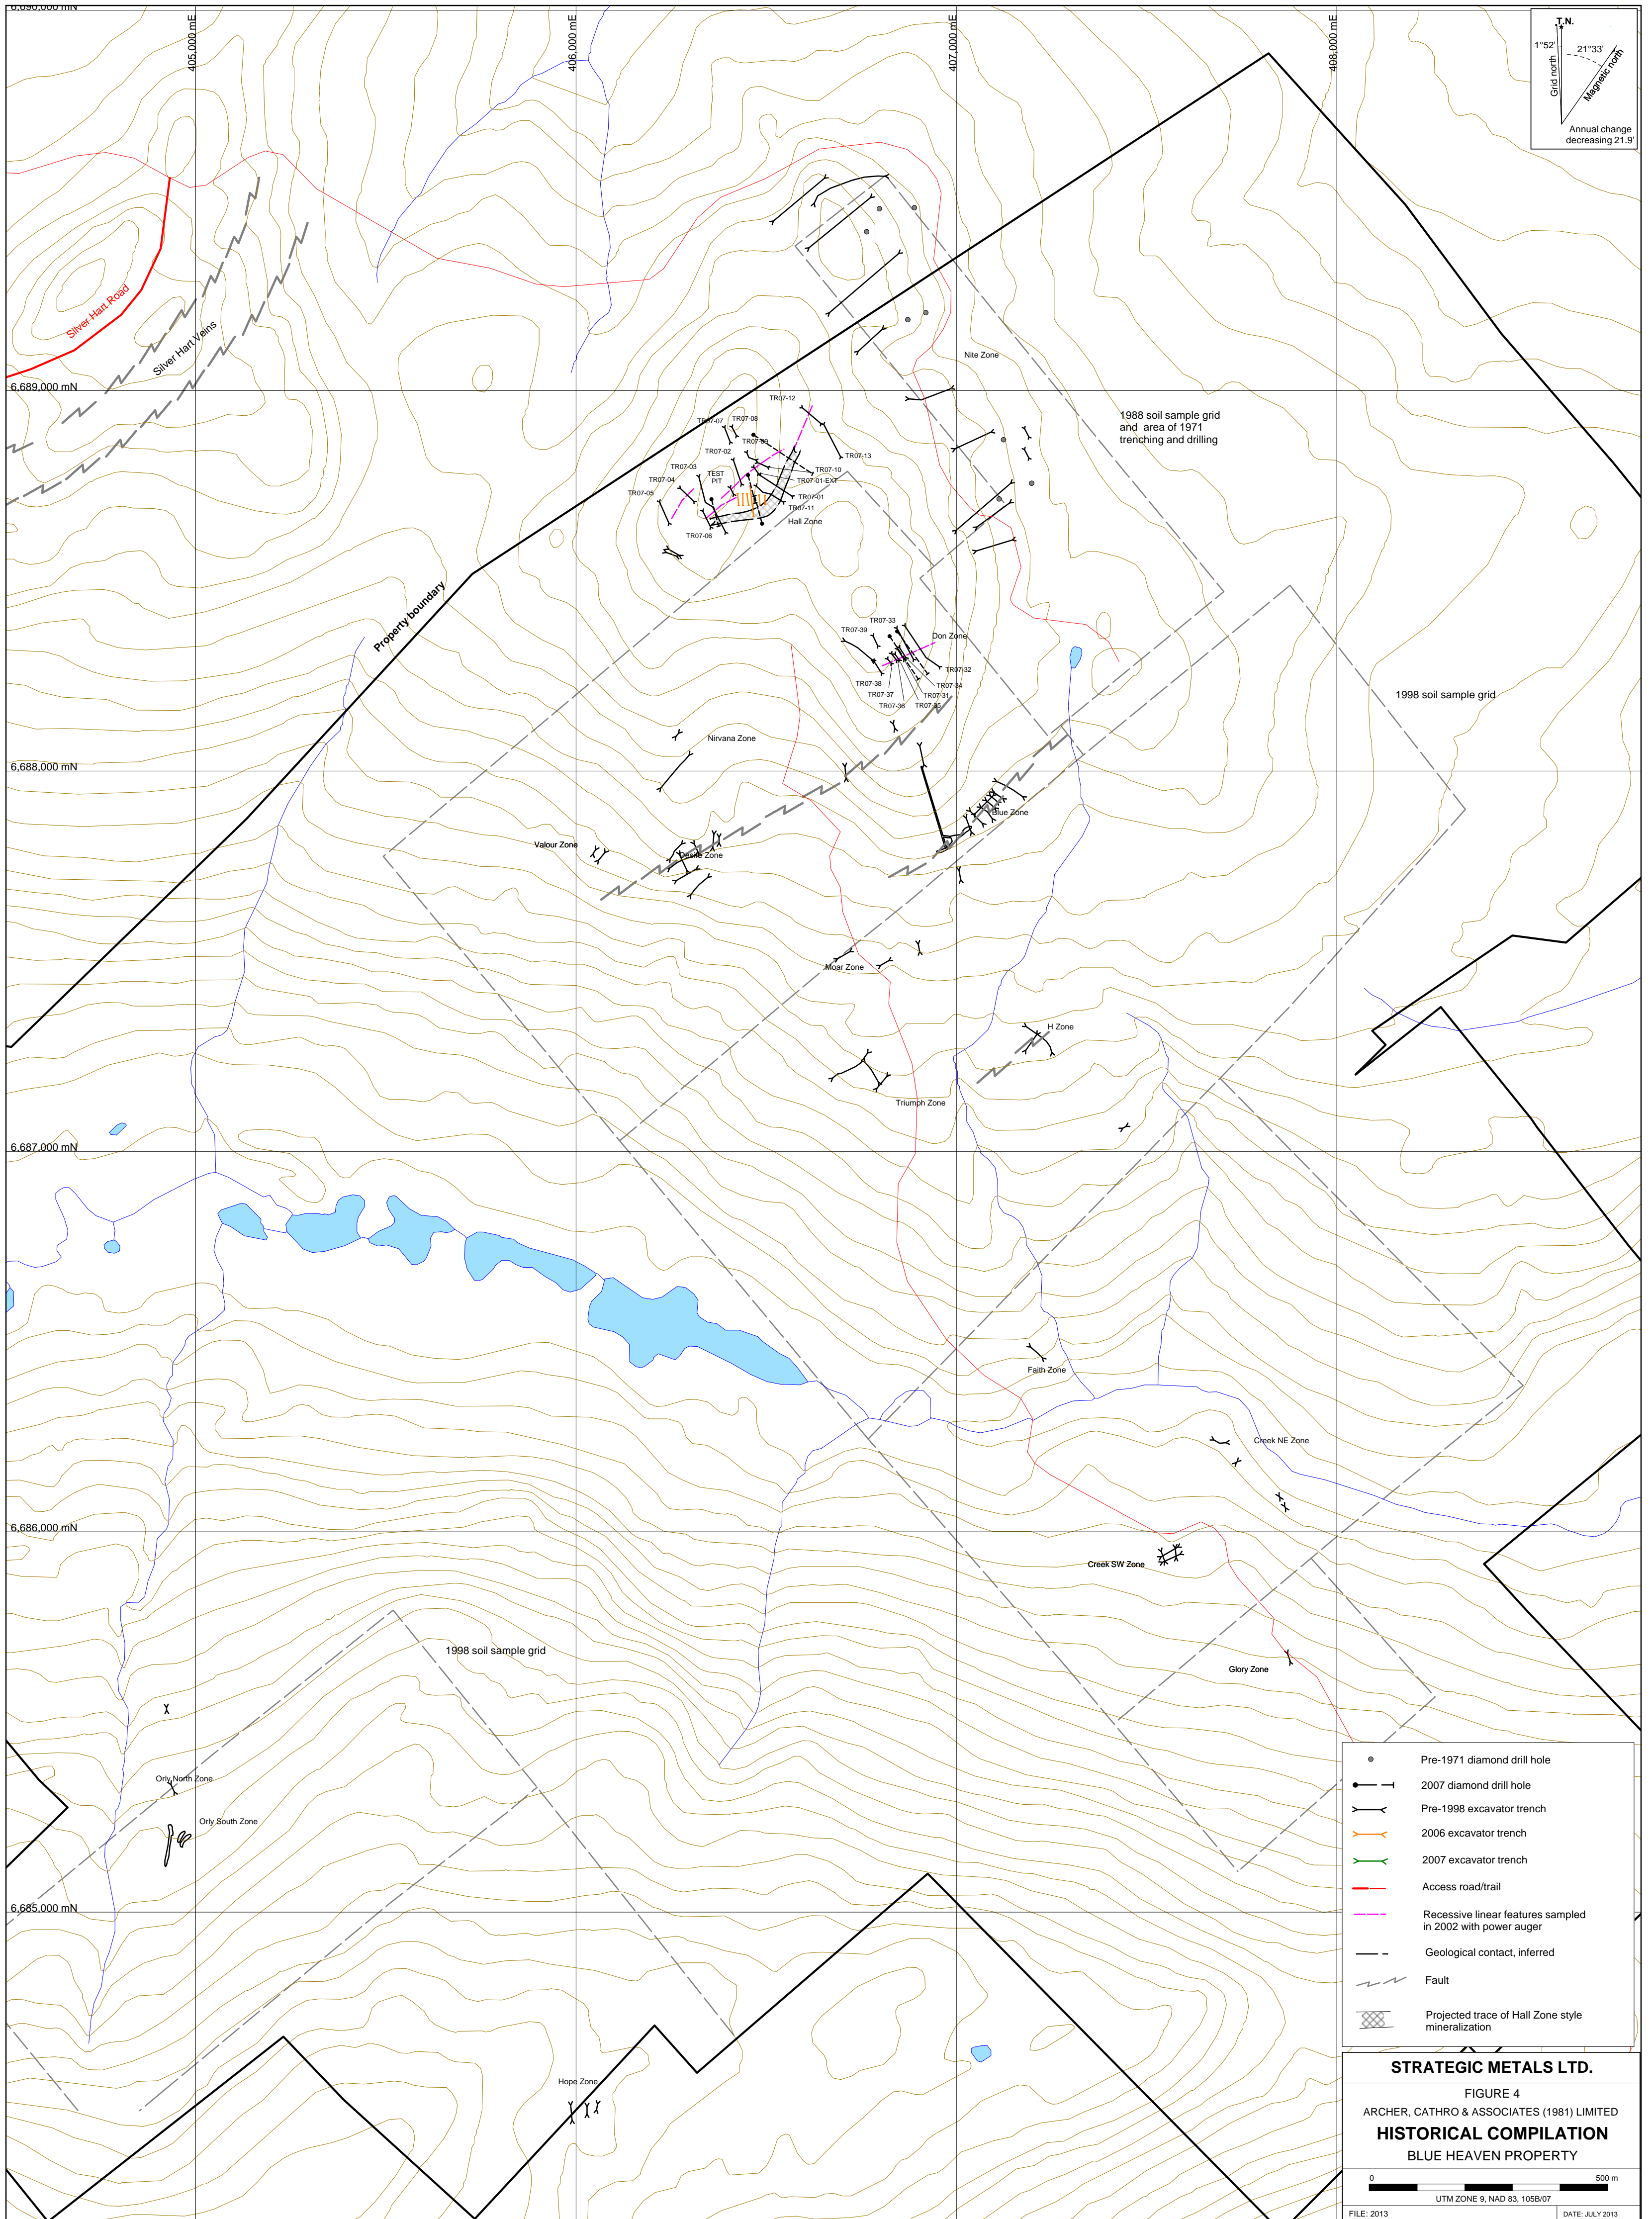 6,690,000 mN
405,000 mE
406,000 mE
407,000 mE
408,000 mE
T.N.
1°52'
21°33'
Grid north
Magnetic north
Annual change
decreasing 21.9'
Silver Hart Road
Silver Hart Veins
Nite Zone
6,689,000 mN
1988 soil sample grid
and area of 1971
trenching and drilling
TR07-12
TR07-07
TR07-08
TR07-09
TR07-13
TR07-02
TR07-03
TR07-10
TEST
PIT
TR07-04
TR07-01-EXT
TR07-05
TR07-01
TR07-11
Hall Zone
TR07-06
Property boundary
TR07-33
TR07-39
Don Zone
TR07-32
TR07-38
TR07-34
TR07-37
TR07-31
TR07-36
TR07-35
1998 soil sample grid
Nirvana Zone
6,688,000 mN
Blue Zone
Valour Zone
Desire Zone
Moar Zone
H Zone
Triumph Zone
6,687,000 mN
Faith Zone
Creek NE Zone
6,686,000 mN
Creek SW Zone
1998 soil sample grid
Glory Zone
Orly North Zone
Orly South Zone
6,685,000 mN
Hope Zone
Pre-1971 diamond drill hole
2007 diamond drill hole
Pre-1998 excavator trench
2006 excavator trench
2007 excavator trench
Access road/trail
Recessive linear features sampled
in 2002 with power auger
Geological contact, inferred
Fault
Projected trace of Hall Zone style
mineralization
STRATEGIC METALS LTD.
FIGURE 4
ARCHER, CATHRO & ASSOCIATES (1981) LIMITED
HISTORICAL COMPILATION
BLUE HEAVEN PROPERTY
0 500 m
UTM ZONE 9, NAD 83, 105B/07
FILE: 2013 DATE: JULY 2013